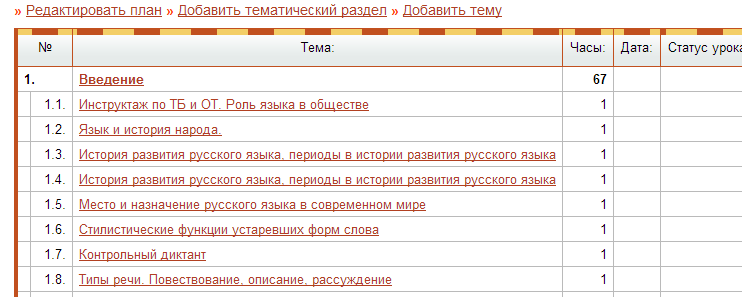 » Редактировать план » Добавить тематический раздел » Добавить тему
№ Тема: Часы: Дата: Статус урока
1. Введение 67
1.1. Инструктаж по ТБ и ОТ. Роль языка в обществе 1
1.2. Язык и история народа. 1
1.3. История развития русского языка, периоды в истории развития русского языка 1
1.4. История развития русского языка, периоды в истории развития русского языка 1
1.5. Место и назначение русского языка в современном мире 1
1.6. Стилистические функции устаревших форм слова 1
1.7. Контрольный диктант 1
1.8. Типы речи. Повествование, описание, рассуждение 1